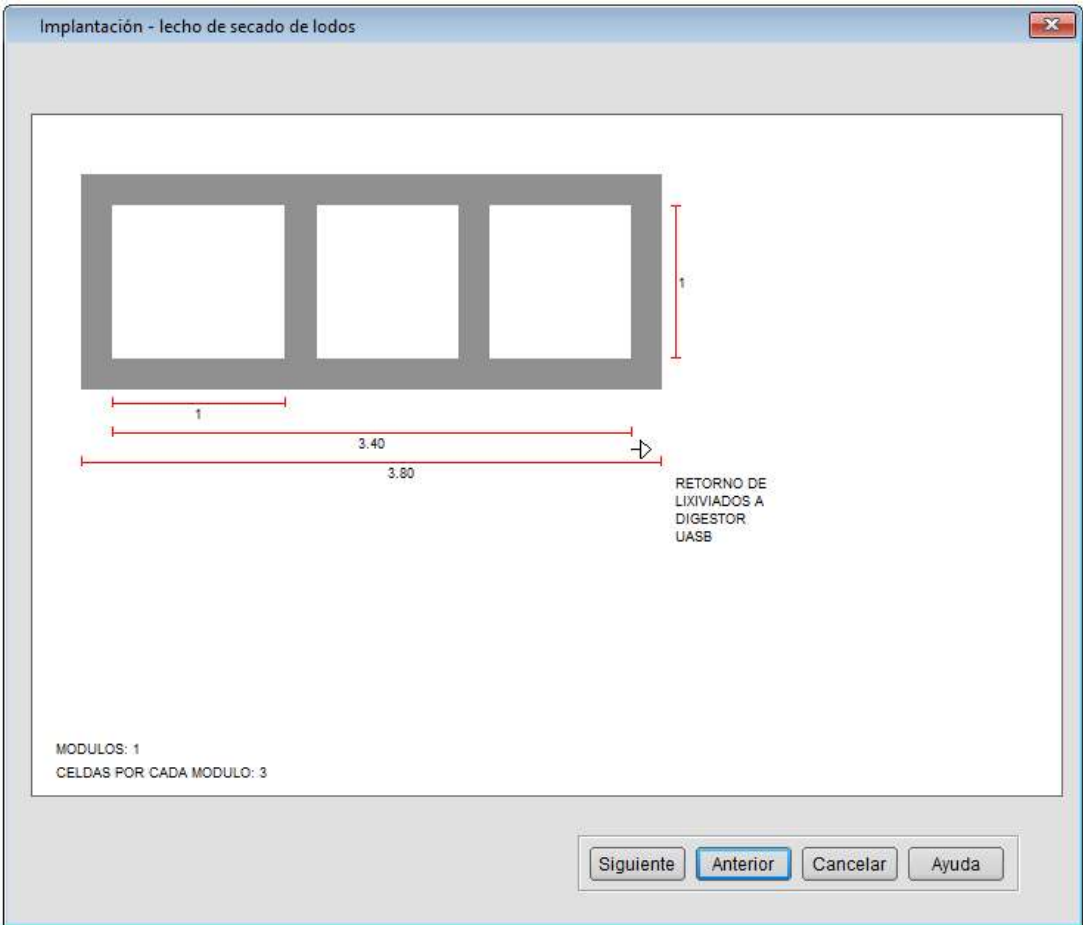 Implantación - lecho de secado de lodos
1
1
3.40
3.80
RETORNO DE
LIXIVIADOS A
DIGESTOR
UASB
MODULOS: 1
CELDAS POR CADA MODULO: 3
Siguiente Anterior Cancelar Ayuda